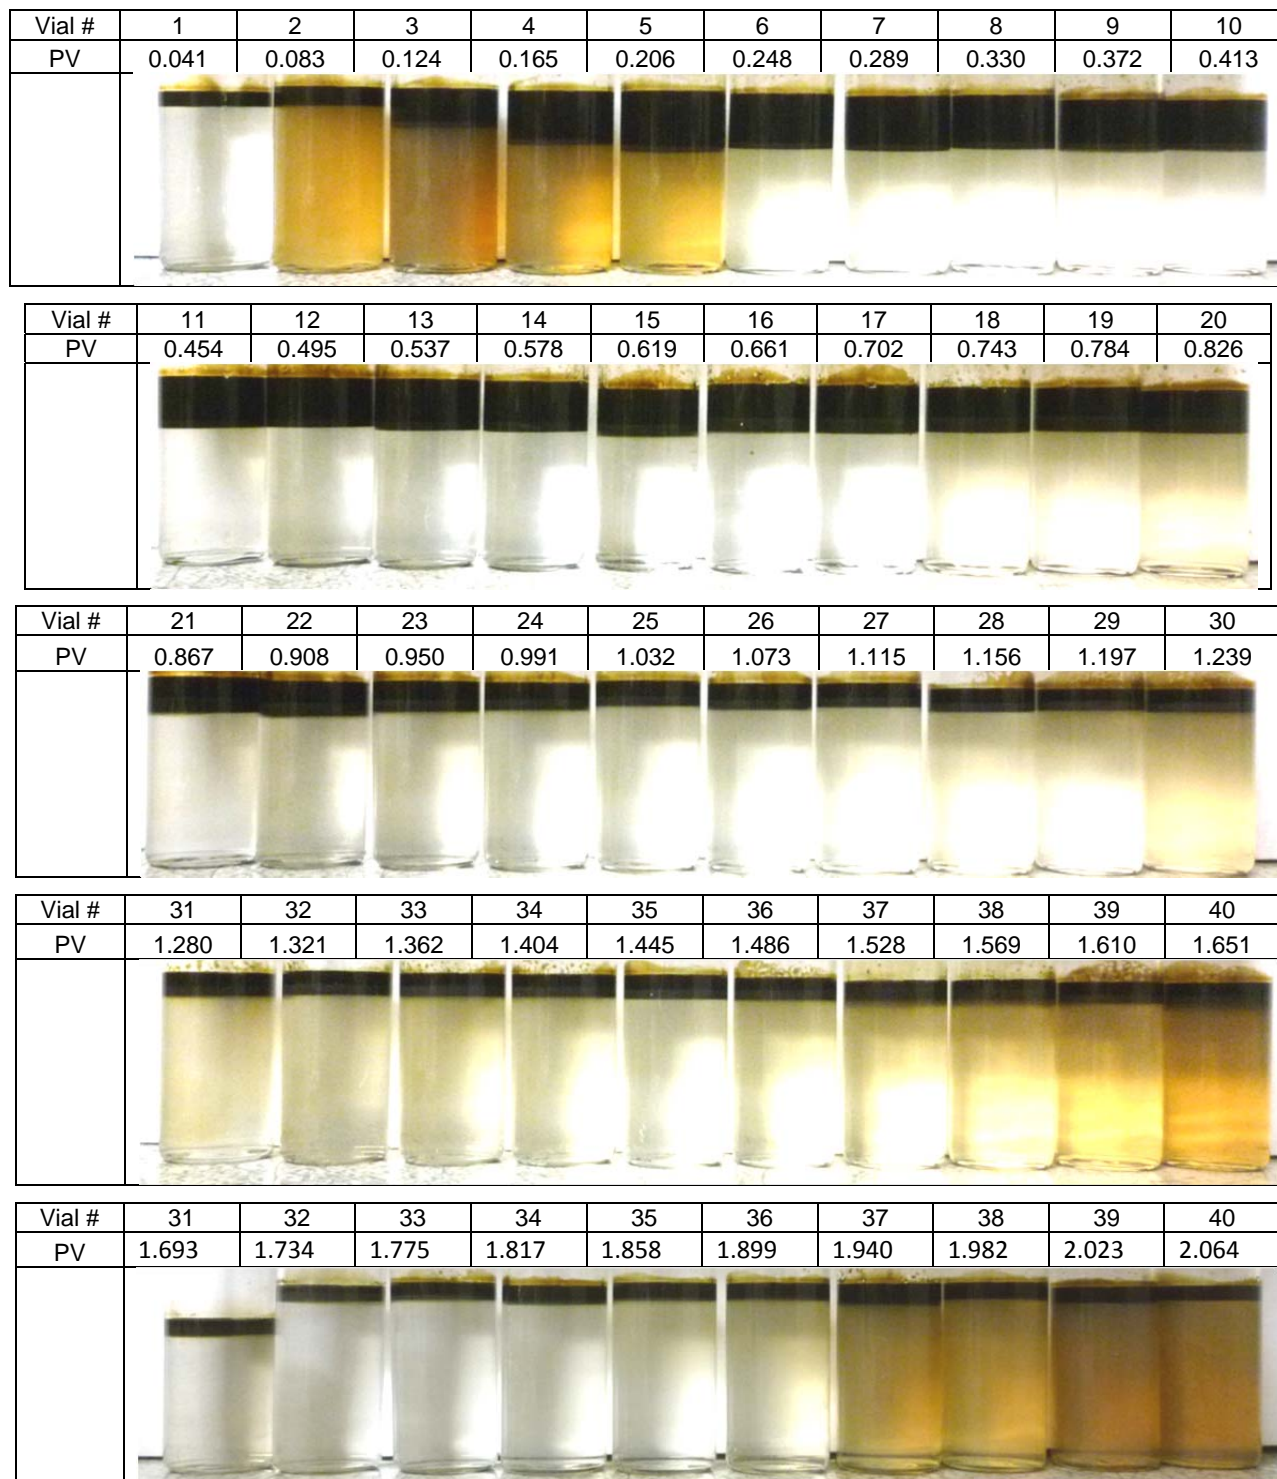 Vial # 1 2 3 4 5 6 7 8 9 10
PV 0.041 0.083 0.124 0.165 0.206 0.248 0.289 0.330 0.372 0.413
Vial # 11 12 13 14 15 16 17 18 19 20
PV 0.454 0.495 0.537 0.578 0.619 0.661 0.702 0.743 0.784 0.826
Vial # 21 22 23 24 25 26 27 28 29 30
PV 0.867 0.908 0.950 0.991 1.032 1.073 1.115 1.156 1.197 1.239
Vial # 31 32 33 34 35 36 37 38 39 40
PV 1.280 1.321 1.362 1.404 1.445 1.486 1.528 1.569 1.610 1.651
Vial # 31 32 33 34 35 36 37 38 39 40
PV 1.693 1.734 1.775 1.817 1.858 1.899 1.940 1.982 2.023 2.064